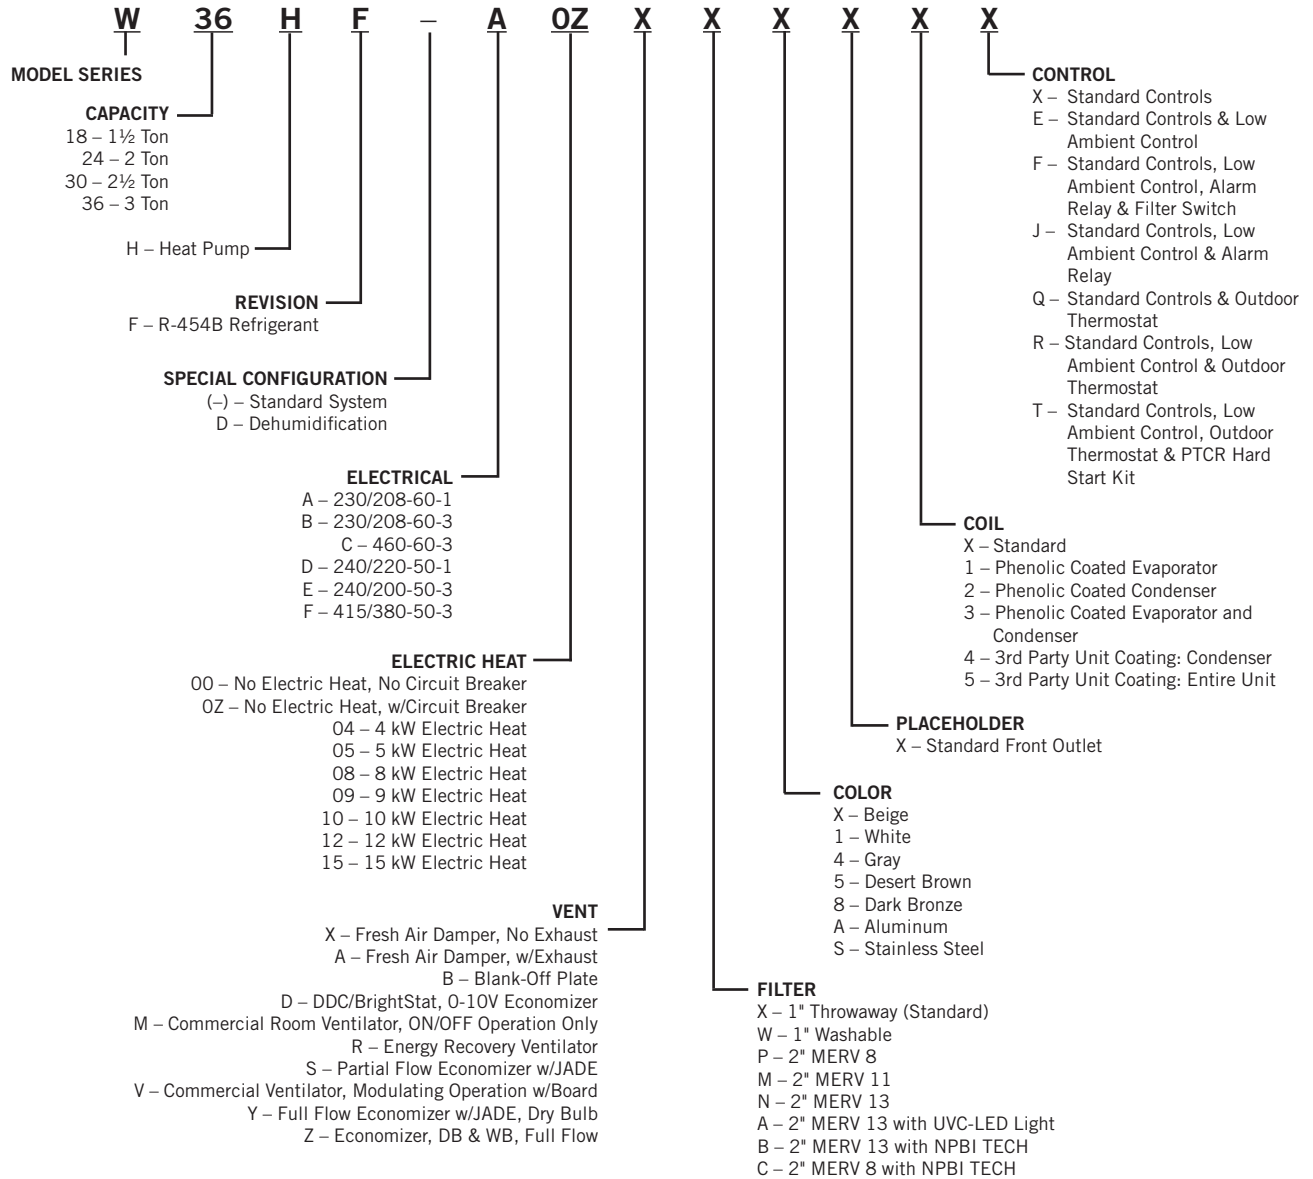 W 36 H F – A 0Z X X X X X X
MODEL SERIES
CAPACITY
18 – 1½ Ton
24 – 2 Ton
30 – 2½ Ton
36 – 3 Ton
H – Heat Pump
REVISION
F – R-454B Refrigerant
SPECIAL CONFIGURATION
(–) – Standard System
D – Dehumidification
ELECTRICAL
A – 230/208-60-1
B – 230/208-60-3
C – 460-60-3
D – 240/220-50-1
E – 240/200-50-3
F – 415/380-50-3
ELECTRIC HEAT
00 – No Electric Heat, No Circuit Breaker
0Z – No Electric Heat, w/Circuit Breaker
04 – 4 kW Electric Heat
05 – 5 kW Electric Heat
08 – 8 kW Electric Heat
09 – 9 kW Electric Heat
10 – 10 kW Electric Heat
12 – 12 kW Electric Heat
15 – 15 kW Electric Heat
VENT
X – Fresh Air Damper, No Exhaust
A – Fresh Air Damper, w/Exhaust
B – Blank-Off Plate
D – DDC/BrightStat, 0-10V Economizer
M – Commercial Room Ventilator, ON/OFF Operation Only
R – Energy Recovery Ventilator
S – Partial Flow Economizer w/JADE
V – Commercial Ventilator, Modulating Operation w/Board
Y – Full Flow Economizer w/JADE, Dry Bulb
Z – Economizer, DB & WB, Full Flow
FILTER
X – 1" Throwaway (Standard)
W – 1" Washable
P – 2" MERV 8
M – 2" MERV 11
N – 2" MERV 13
A – 2" MERV 13 with UVC-LED Light
B – 2" MERV 13 with NPBI TECH
C – 2" MERV 8 with NPBI TECH
COLOR
X – Beige
1 – White
4 – Gray
5 – Desert Brown
8 – Dark Bronze
A – Aluminum
S – Stainless Steel
PLACEHOLDER
X – Standard Front Outlet
COIL
X – Standard
1 – Phenolic Coated Evaporator
2 – Phenolic Coated Condenser
3 – Phenolic Coated Evaporator and
Condenser
4 – 3rd Party Unit Coating: Condenser
5 – 3rd Party Unit Coating: Entire Unit
CONTROL
X – Standard Controls
E – Standard Controls & Low
Ambient Control
F – Standard Controls, Low
Ambient Control, Alarm
Relay & Filter Switch
J – Standard Controls, Low
Ambient Control & Alarm
Relay
Q – Standard Controls & Outdoor
Thermostat
R – Standard Controls, Low
Ambient Control & Outdoor
Thermostat
T – Standard Controls, Low
Ambient Control, Outdoor
Thermostat & PTCR Hard
Start Kit